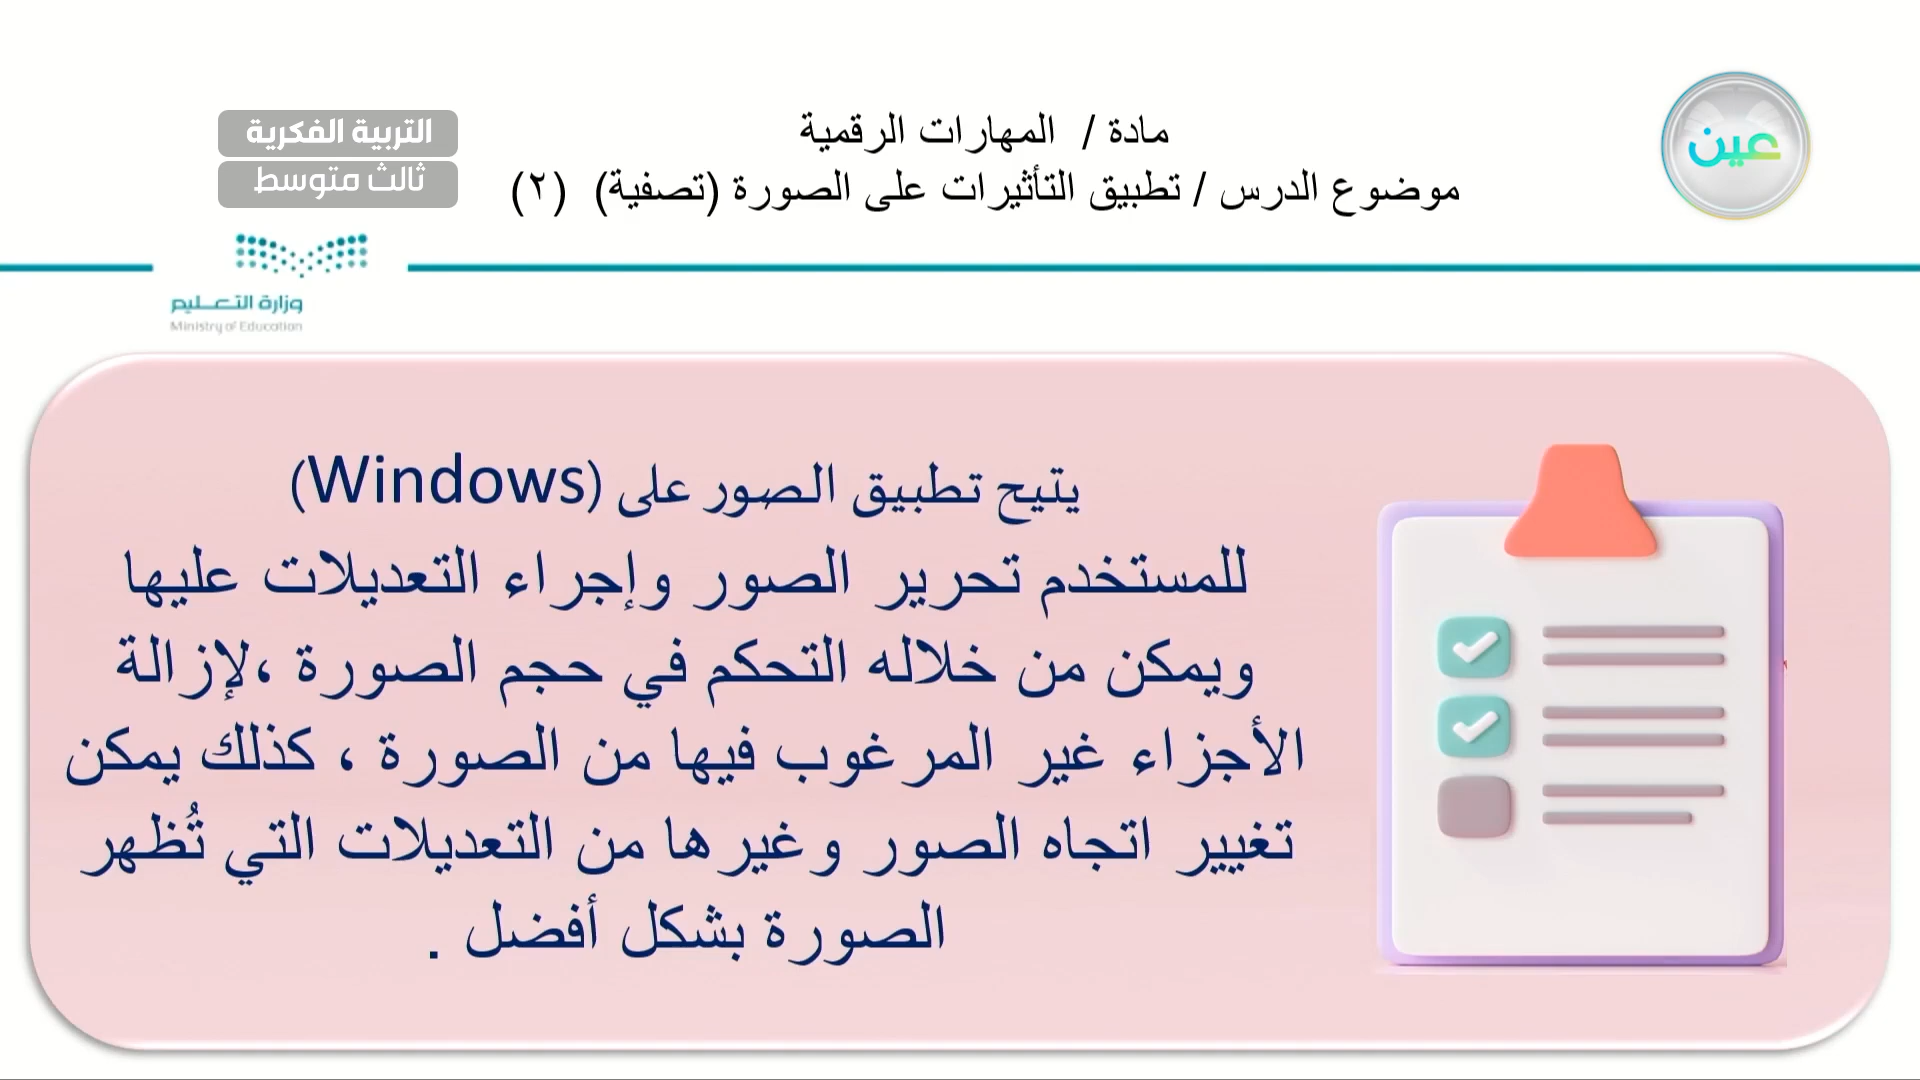 عين
مادة / المهارات الرقمية
موضوع الدرس / تطبيق التأثيرات على الصورة (تصفية) (٢)
التربية الفكرية
ثالث متوسط
وزارة التعليم
Ministry of Education
يتيح تطبيق الصور على (Windows)
للمستخدم تحرير الصور وإجراء التعديلات عليها
ويمكن من خلاله التحكم في حجم الصورة ،لإزالة
الأجزاء غير المرغوب فيها من الصورة ، كذلك يمكن
تغيير اتجاه الصور وغيرها من التعديلات التي تُظهر
الصورة بشكل أفضل .